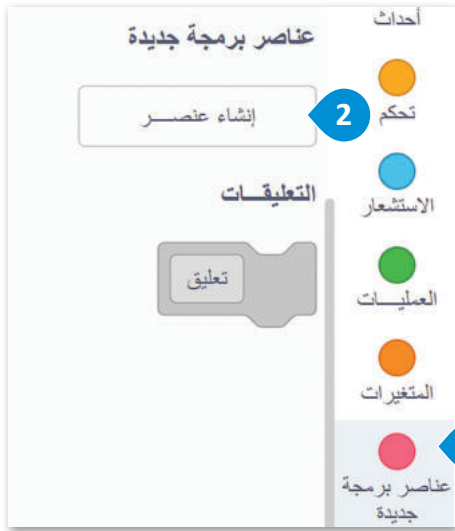 أحداث
تحكم
الاستشعار
العمليـــات
المتغيرات
عناصر برمجة
جديدة
عناصر برمجة جديدة
إنشاء عنصـــر
2
التعليقـــات
تعليق